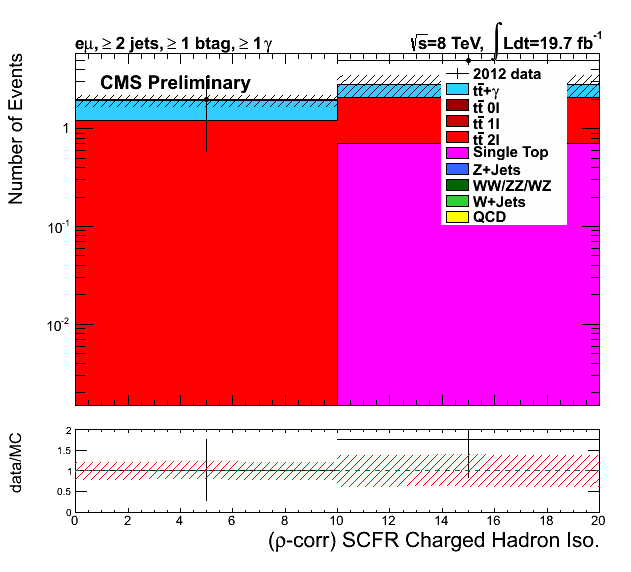 eμ, ≥ 2 jets, ≥ 1 btag, ≥ 1 γ
√s=8 TeV, ∫Ldt=19.7 fb⁻¹
CMS Preliminary
2012 data
tt̄+γ
tt̄ 0l
tt̄ 1l
tt̄ 2l
Single Top
Z+Jets
WW/ZZ/WZ
W+Jets
QCD
Number of Events
1
10⁻¹
10⁻²
data/MC
2
1.5
1
0.5
0
0 2 4 6 8 10 12 14 16 18 20
(ρ-corr) SCFR Charged Hadron Iso.